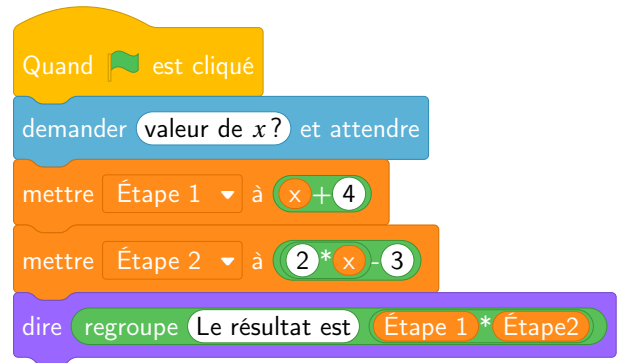 Quand est cliqué
demander valeur de x ? et attendre
mettre Étape 1 à x + 4
mettre Étape 2 à 2 * x - 3
dire regroupe Le résultat est Étape 1 * Étape2